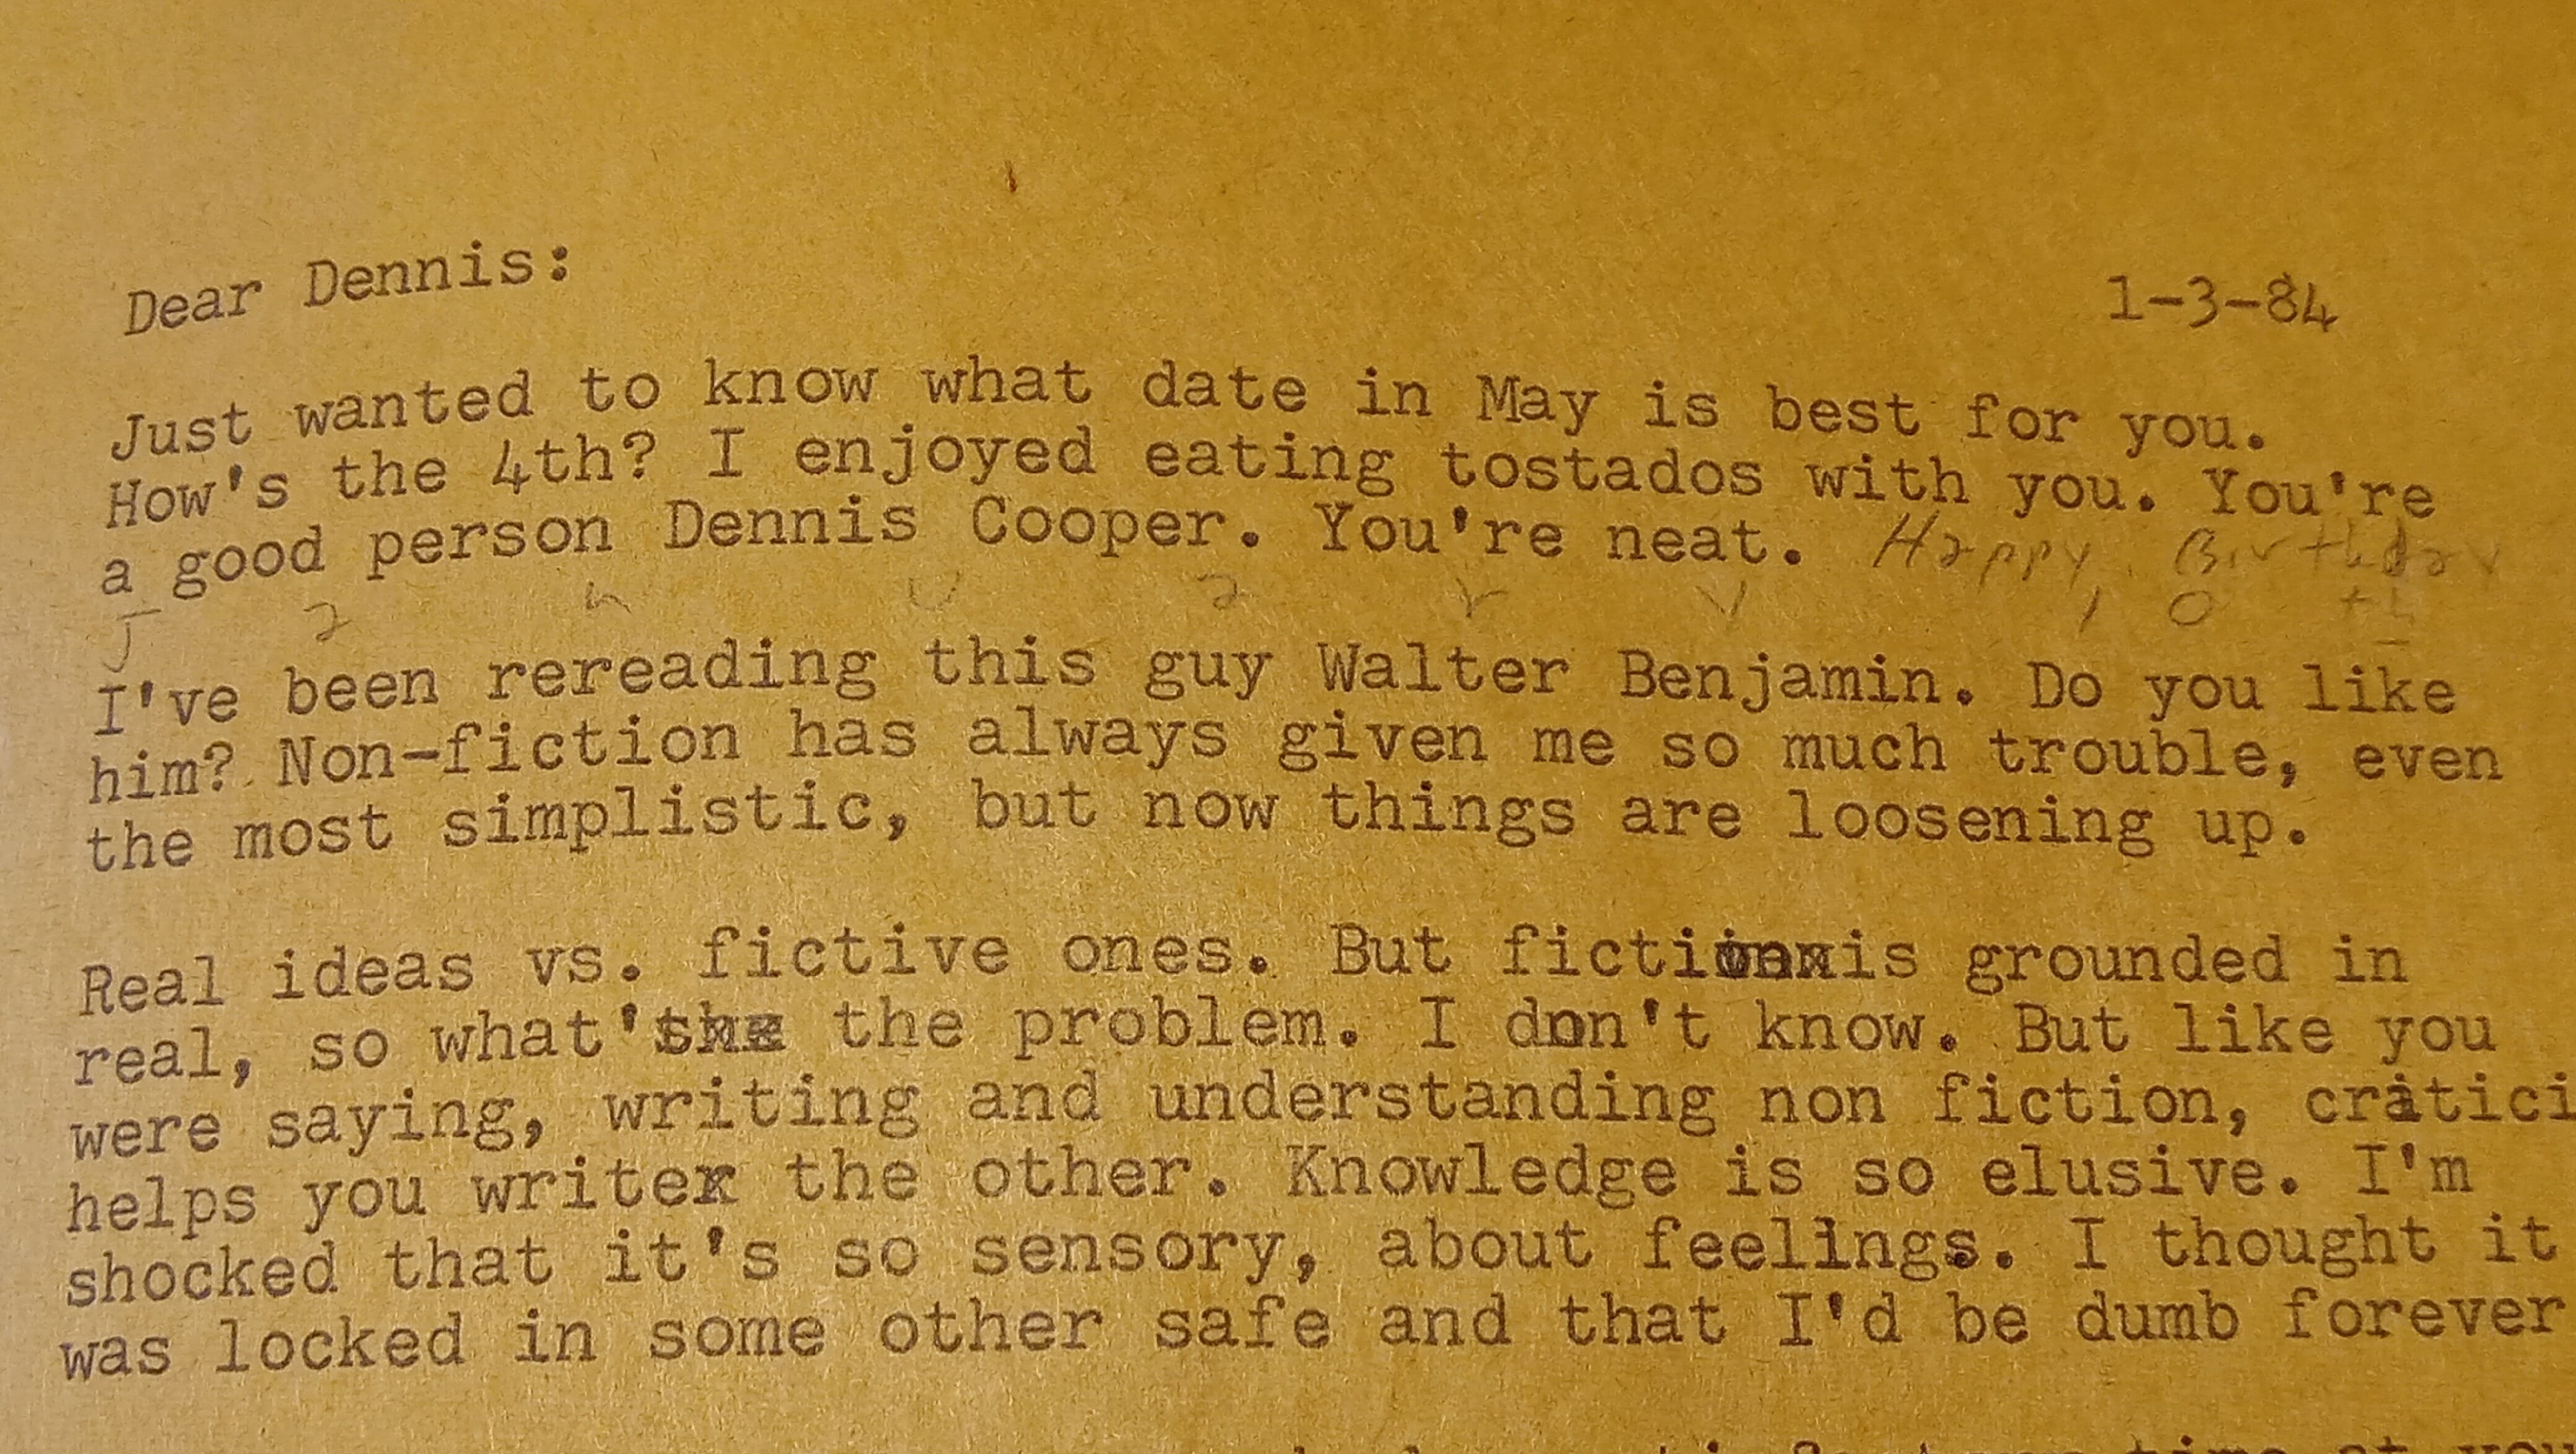 Dear Dennis:
1-3-84
Just wanted to know what date in May is best for you.
How's the 4th? I enjoyed eating tostados with you. You're
a good person Dennis Cooper. You're neat. Happy Birthday
J a n u a r y 10th
I've been rereading this guy Walter Benjamin. Do you like
him? Non-fiction has always given me so much trouble, even
the most simplistic, but now things are loosening up.
Real ideas vs. fictive ones. But fiction is grounded in
real, so what's the problem. I don't know. But like you
were saying, writing and understanding non fiction, critici
helps you write the other. Knowledge is so elusive. I'm
shocked that it's so sensory, about feelings. I thought it
was locked in some other safe and that I'd be dumb forever